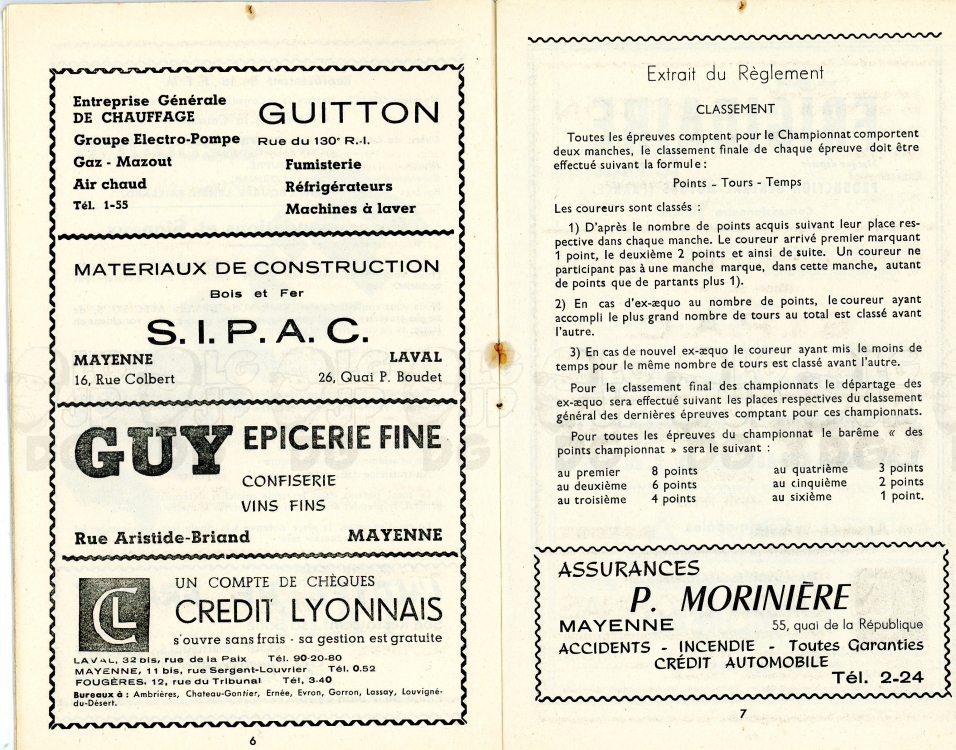 Entreprise Générale
DE CHAUFFAGE
GUITTON
Groupe Electro-Pompe
Rue du 130e R.-I.
Gaz - Mazout
Fumisterie
Air chaud
Réfrigérateurs
Tél. 1-55
Machines à laver
MATERIAUX DE CONSTRUCTION
Bois et Fer
S.I.P.A.C.
MAYENNE
LAVAL
16, Rue Colbert
26, Quai P. Boudet
GUY EPICERIE FINE
CONFISERIE
VINS FINS
Rue Aristide-Briand
MAYENNE
CL
UN COMPTE DE CHÈQUES
CREDIT LYONNAIS
s'ouvre sans frais - sa gestion est gratuite
LAVAL, 32 bis, rue de la Paix Tél. 90-20-80
MAYENNE, 11 bis, rue Sergent-Louvrier Tél. 0.52
FOUGÈRES, 12, rue du Tribunal Tél, 3-40
Bureaux à : Ambrières, Chateau-Gontier, Ernée, Evron, Gorron, Lassay, Louvigné-
du-Désert.
6
Extrait du Règlement
CLASSEMENT
Toutes les épreuves comptent pour le Championnat comportent
deux manches, le classement finale de chaque épreuve doit être
effectué suivant la formule :
Points - Tours - Temps
Les coureurs sont classés :
1) D'après le nombre de points acquis suivant leur place res-
pective dans chaque manche. Le coureur arrivé premier marquant
1 point, le deuxième 2 points et ainsi de suite. Un coureur ne
participant pas à une manche marque, dans cette manche, autant
de points que de partants plus 1).
2) En cas d'ex-æquo au nombre de points, le coureur ayant
accompli le plus grand nombre de tours au total est classé avant
l'autre.
3) En cas de nouvel ex-æquo le coureur ayant mis le moins de
temps pour le même nombre de tours est classé avant l'autre.
Pour le classement final des championnats le départage des
ex-æquo sera effectué suivant les places respectives du classement
général des dernières épreuves comptant pour ces championnats.
Pour toutes les épreuves du championnat le barême « des
points championnat » sera le suivant :
au premier 8 points au quatrième 3 points
au deuxième 6 points au cinquième 2 points
au troisième 4 points au sixième 1 point.
ASSURANCES
P. MORINIÈRE
MAYENNE 55, quai de la République
ACCIDENTS - INCENDIE - Toutes Garanties
CRÉDIT AUTOMOBILE
Tél. 2-24
7